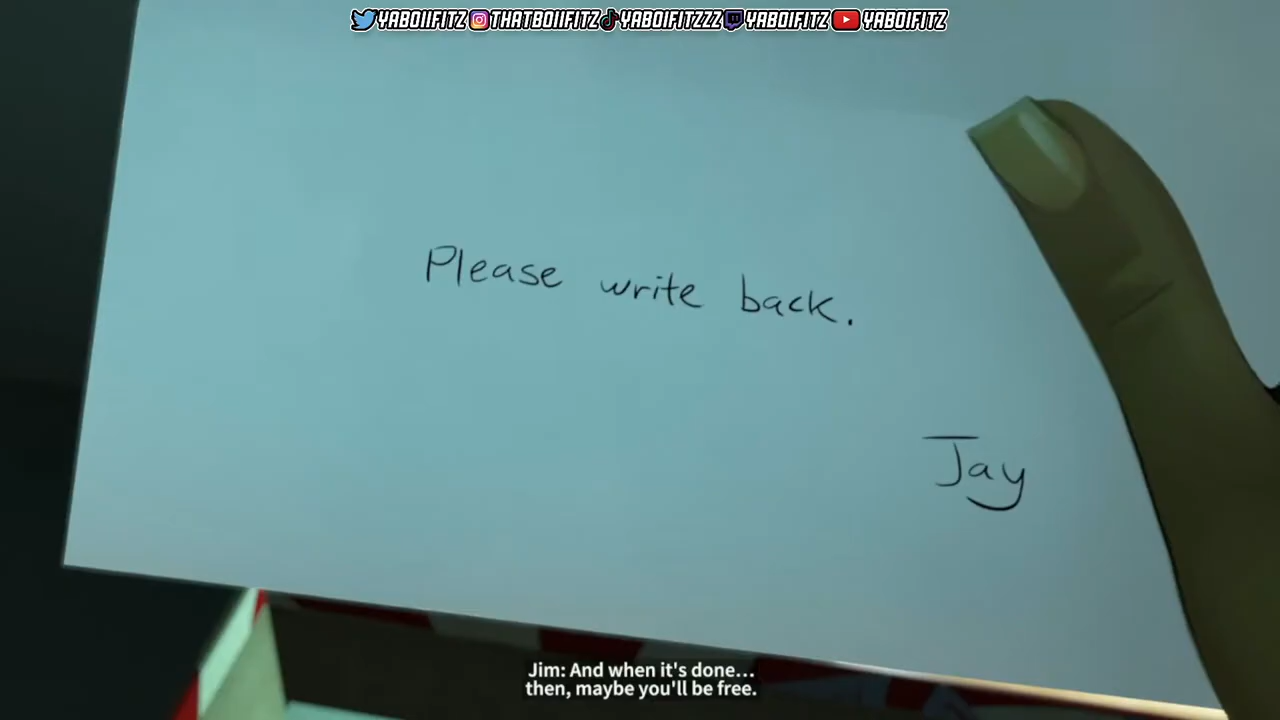 YABOIIFITZ THATBOIIFITZ YABOIFITZZZ YABOIFITZ YABOIFITZ
Please write back.
Jay
Jim: And when it's done...
then, maybe you'll be free.